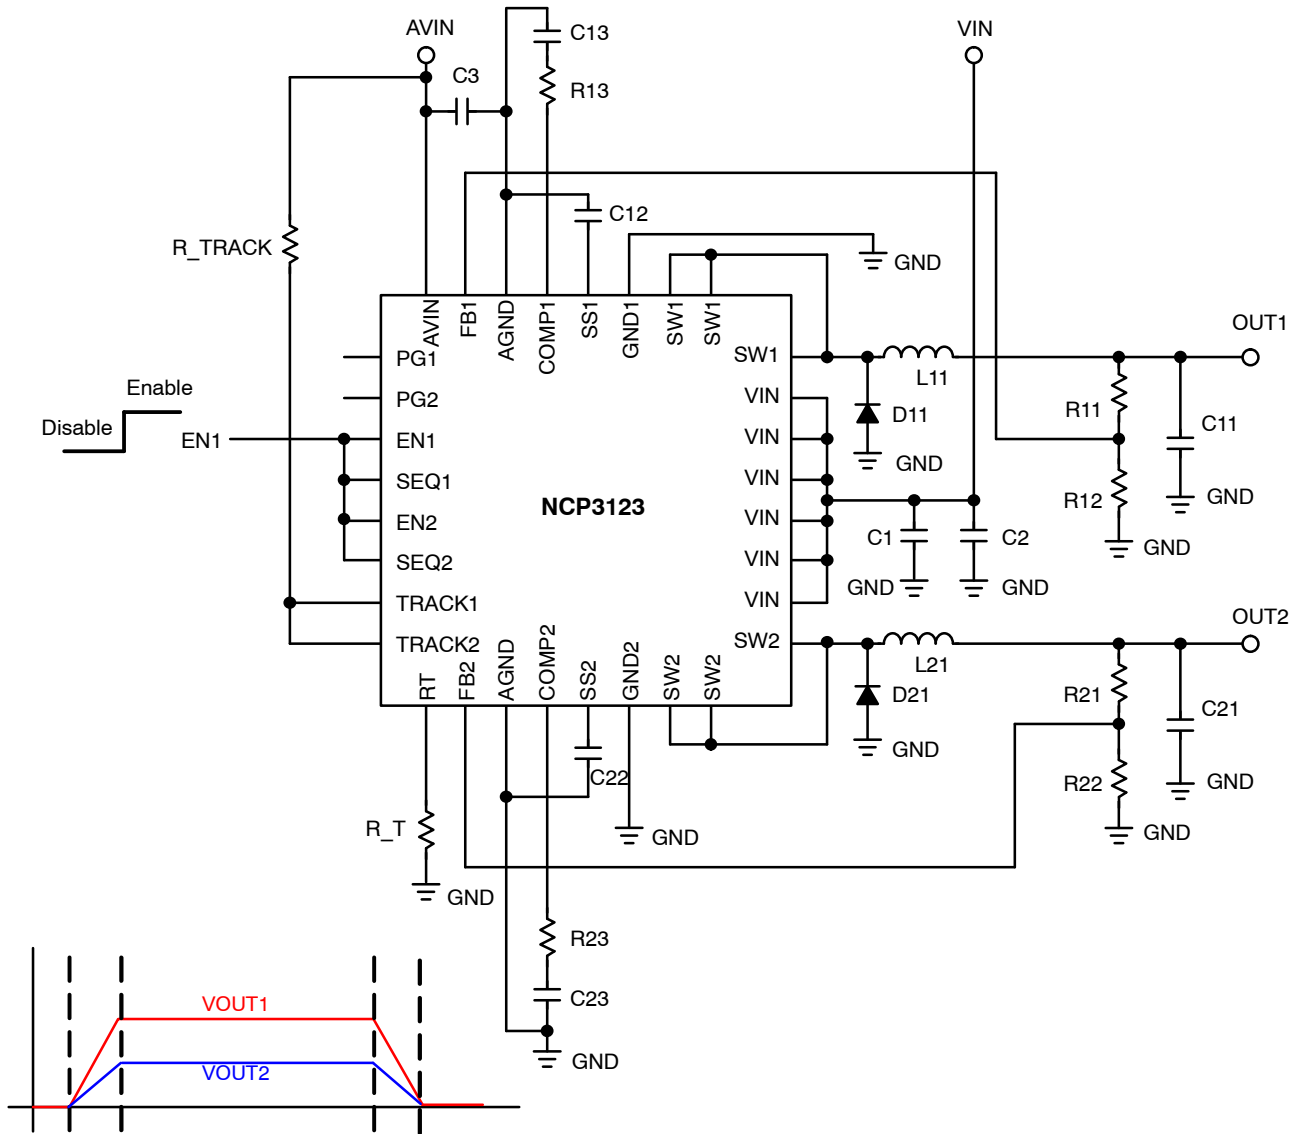 AVIN
C13
VIN
C3
R13
C12
R_TRACK
GND
AVIN
FB1
AGND
COMP1
SS1
GND1
SW1
SW1
OUT1
PG1
SW1
L11
Enable
PG2
VIN
R11
D11
C11
Disable
EN1
EN1
VIN
GND
SEQ1
VIN
R12
GND
NCP3123
EN2
VIN
C1
C2
GND
SEQ2
VIN
GND
GND
TRACK1
VIN
OUT2
TRACK2
SW2
L21
RT
FB2
AGND
COMP2
SS2
GND2
SW2
SW2
D21
R21
C21
GND
C22
R22
GND
R_T
GND
GND
GND
R23
C23
VOUT1
VOUT2
GND